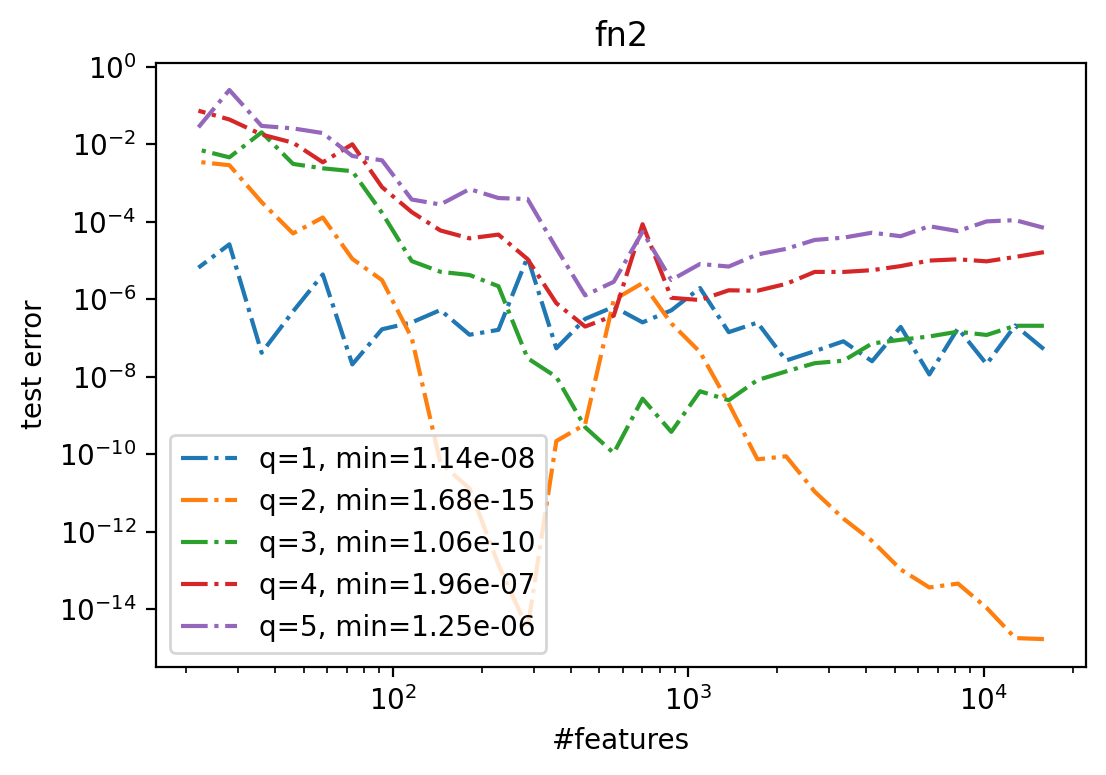 fn2
test error
10^0
10^-2
10^-4
10^-6
10^-8
10^-10
10^-12
10^-14
q=1, min=1.14e-08
q=2, min=1.68e-15
q=3, min=1.06e-10
q=4, min=1.96e-07
q=5, min=1.25e-06
10^2
10^3
10^4
#features